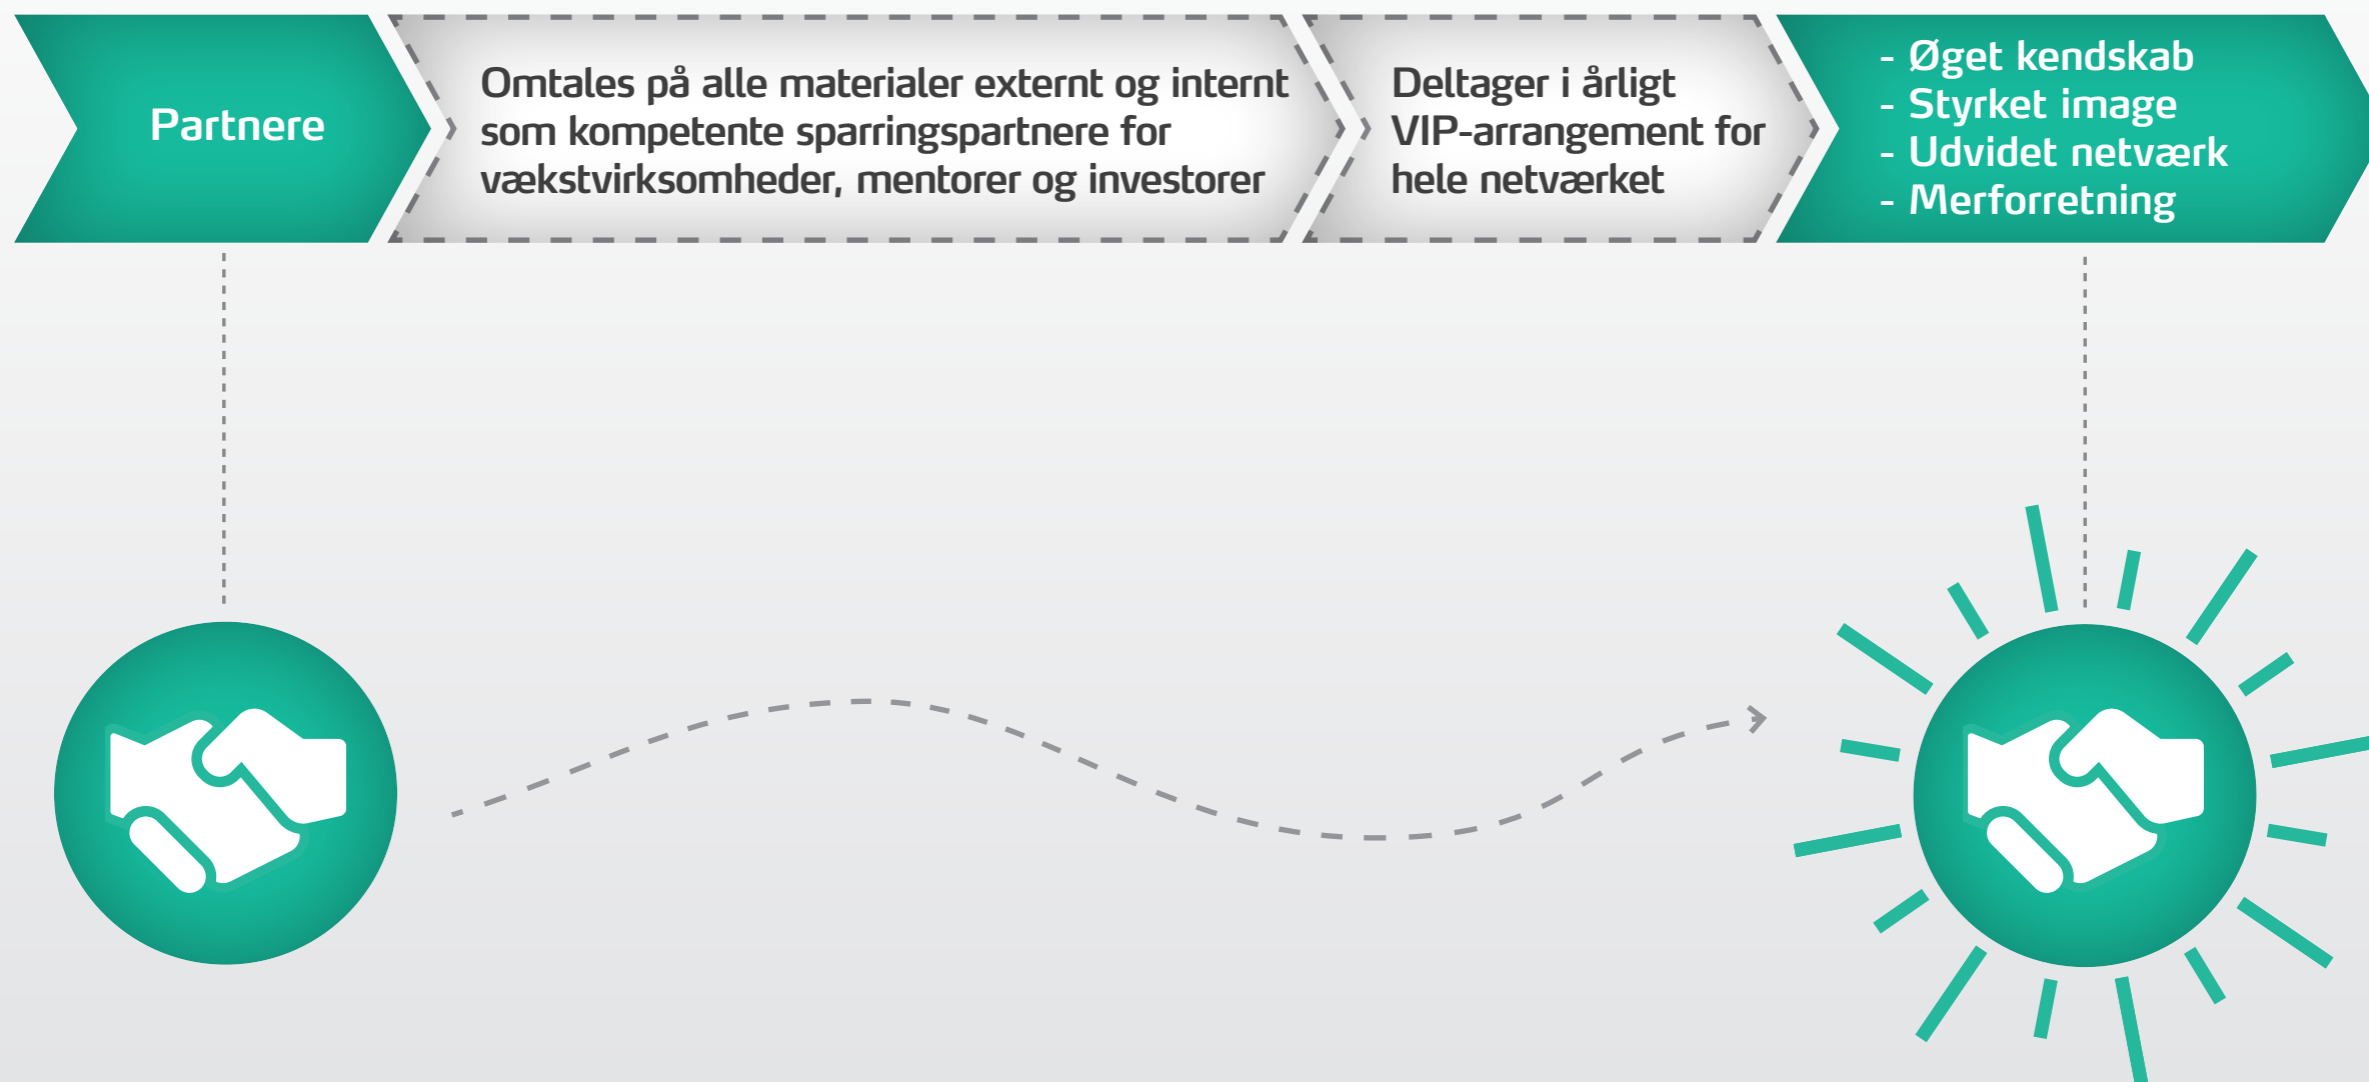 Partnere
Omtales på alle materialer externt og internt
som kompetente sparringspartnere for
vækstvirksomheder, mentorer og investorer
Deltager i årligt
VIP-arrangement for
hele netværket
- Øget kendskab
- Styrket image
- Udvidet netværk
- Merforretning